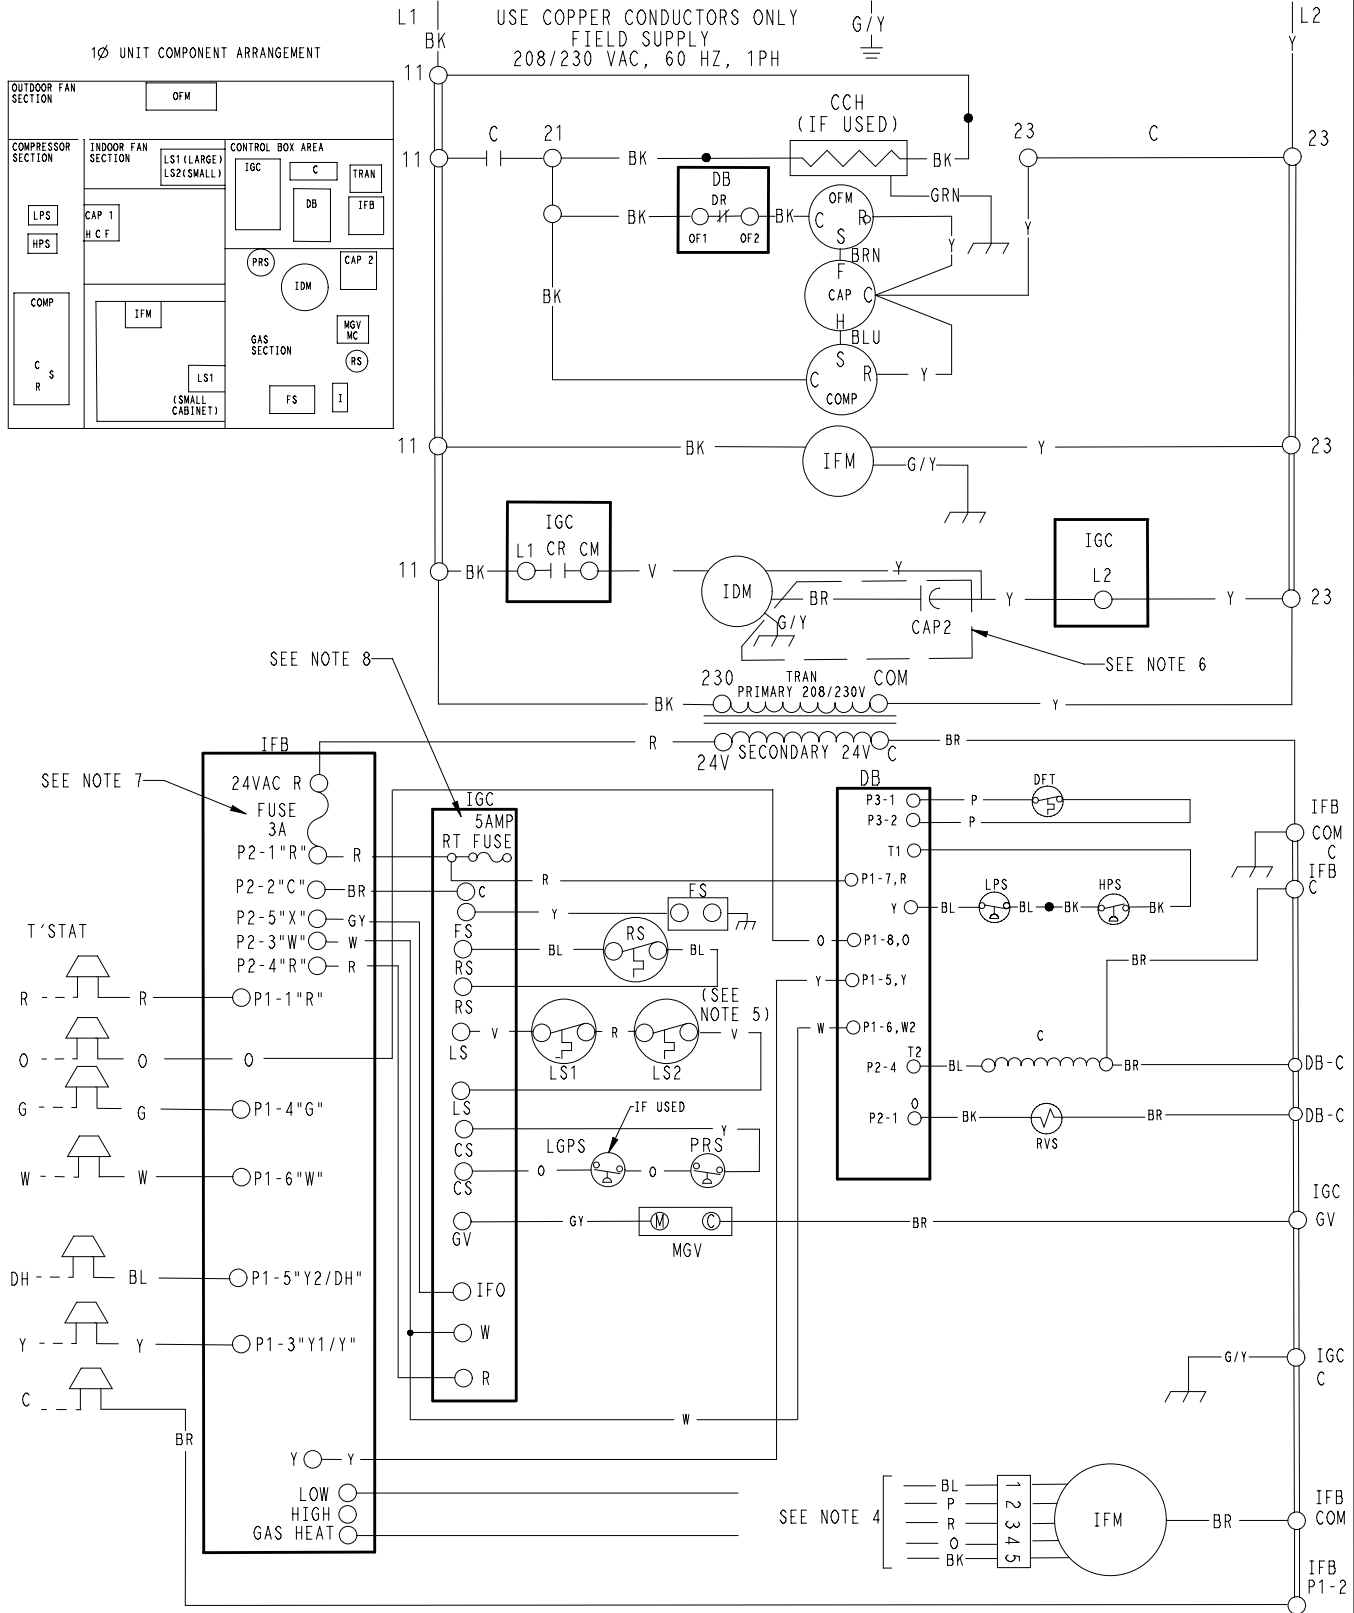 L1
USE COPPER CONDUCTORS ONLY
FIELD SUPPLY
208/230 VAC, 60 HZ, 1PH
G/Y
L2
BK
Y
1Ø UNIT COMPONENT ARRANGEMENT
OUTDOOR FAN
SECTION
OFM
COMPRESSOR
SECTION
INDOOR FAN
SECTION
LS1(LARGE)
LS2(SMALL)
CONTROL BOX AREA
IGC
C
TRAN
DB
IFB
LPS
HPS
CAP 1
H C F
PRS
CAP 2
IDM
COMP
C
S
R
IFM
MGV
MC
GAS
SECTION
RS
LS1
(SMALL
CABINET)
FS
I
11
CCH
(IF USED)
11
C
21
BK
BK
23
C
23
DB
DR
OF1
OF2
GRN
BK
BK
OFM
C
R
S
Y
Y
BRN
F
CAP
C
H
BK
BLU
S
C
R
COMP
Y
11
BK
IFM
G/Y
Y
23
IGC
L1
CR
CM
11
BK
V
IDM
Y
BR
G/Y
CAP2
Y
IGC
L2
Y
23
SEE NOTE 8
SEE NOTE 6
230
TRAN
PRIMARY 208/230V
COM
BK
Y
R
24V
SECONDARY 24V
C
BR
IFB
SEE NOTE 7
24VAC R
FUSE
3A
P2-1"R"
R
P2-2"C"
BR
P2-5"X"
GY
P2-3"W"
W
P2-4"R"
R
IGC
5AMP
RT FUSE
R
C
FS
Y
FS
RS
BL
RS
BL
RS
(SEE
NOTE 5)
LS
V
LS1
R
LS2
V
LS
IF USED
CS
Y
LGPS
PRS
CS
O
O
GV
GY
M
C
MGV
BR
IFO
W
R
DB
P3-1
P
DFT
P3-2
P
T1
P1-7,R
Y
BL
LPS
BL
BK
HPS
BK
O
P1-8,O
BR
Y
P1-5,Y
W
P1-6,W2
C
T2
P2-4
BL
BR
O
P2-1
BK
RVS
BR
IFB
COM
C
IFB
C
DB-C
DB-C
IGC
GV
G/Y
IGC
C
T'STAT
R
R
P1-1"R"
O
O
O
G
G
P1-4"G"
W
W
P1-6"W"
DH
BL
P1-5"Y2/DH"
Y
Y
P1-3"Y1/Y"
C
BR
W
Y
Y
LOW
HIGH
GAS HEAT
SEE NOTE 4
BL
P
R
O
BK
1
2
3
4
5
IFM
BR
IFB
COM
IFB
P1-2